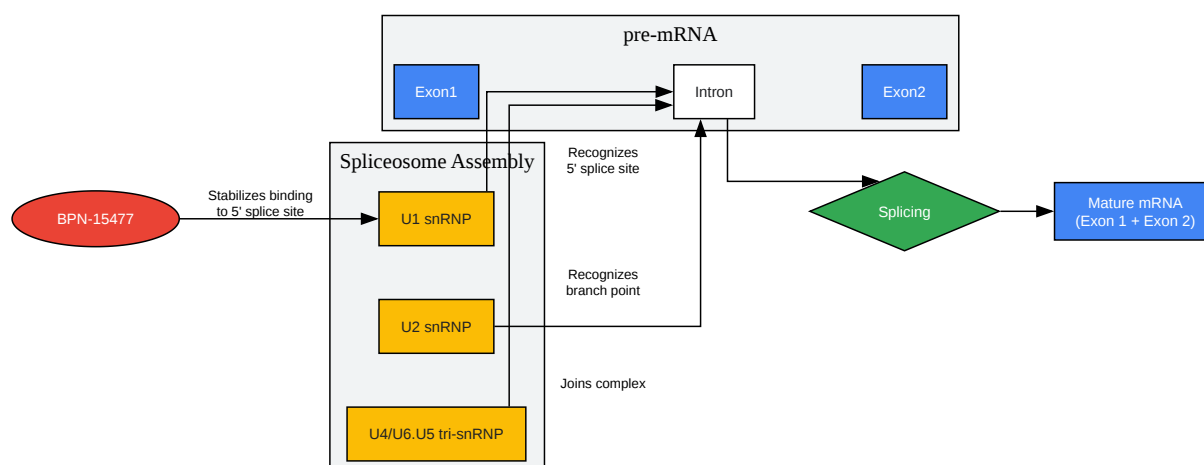 pre-mRNA
Exon1
Intron
Exon2
Spliceosome Assembly
Recognizes
5' splice site
BPN-15477
Stabilizes binding
to 5' splice site
U1 snRNP
Splicing
Mature mRNA
(Exon 1 + Exon 2)
Recognizes
branch point
U2 snRNP
Joins complex
U4/U6.U5 tri-snRNP